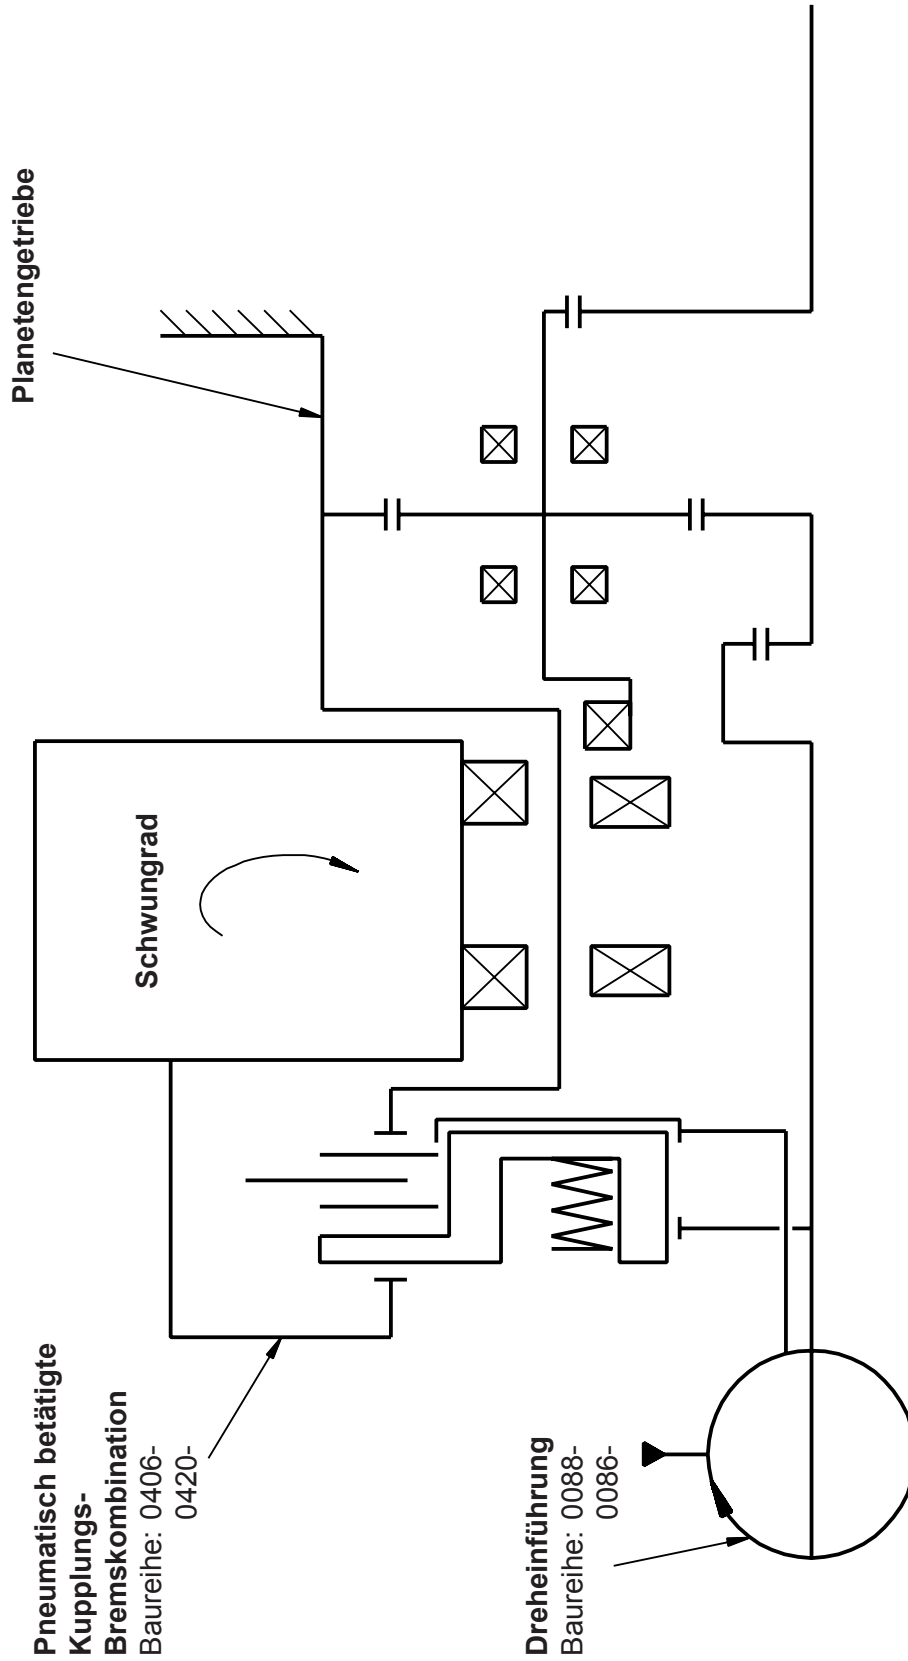 Pneumatisch betätigte
Kupplungs-
Bremskombination
Baureihe: 0406-
0420-
Schwungrad
Planetengetriebe
Dreheinführung
Baureihe: 0088-
0086-